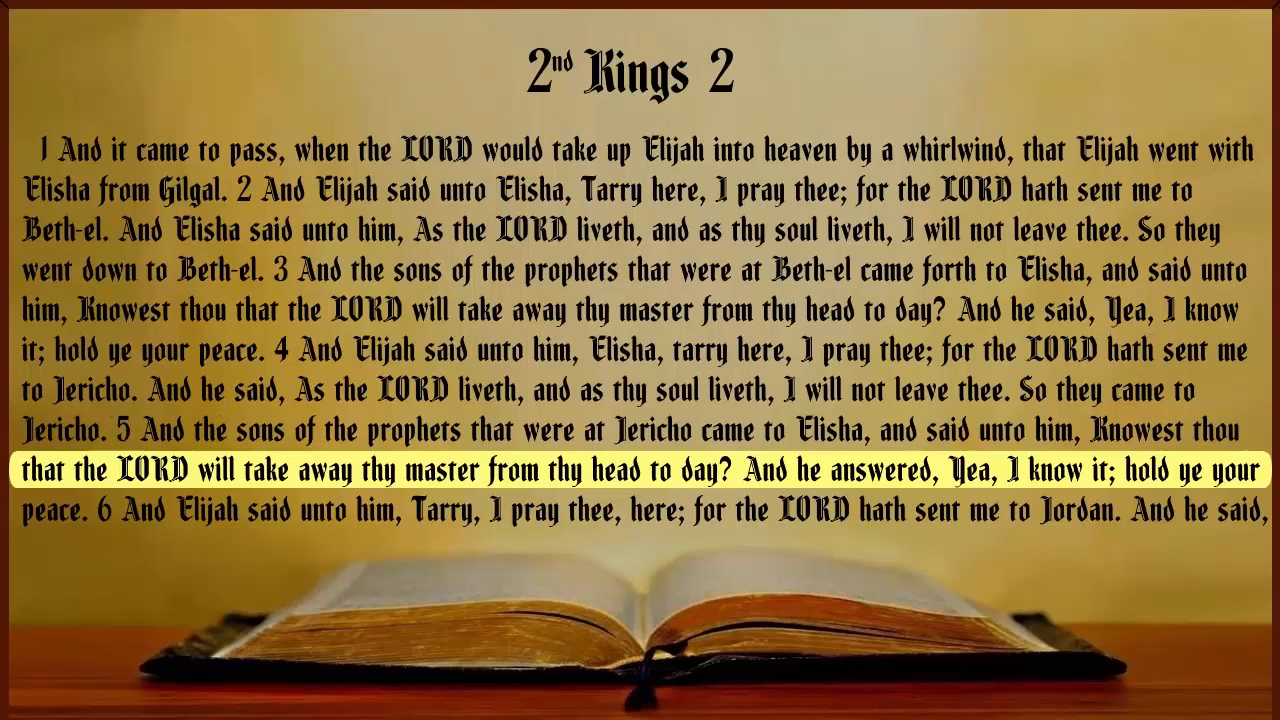 2nd Kings 2
1 And it came to pass, when the LORD would take up Elijah into heaven by a whirlwind, that Elijah went with
Elisha from Gilgal. 2 And Elijah said unto Elisha, Tarry here, I pray thee; for the LORD hath sent me to
Beth-el. And Elisha said unto him, As the LORD liveth, and as thy soul liveth, I will not leave thee. So they
went down to Beth-el. 3 And the sons of the prophets that were at Beth-el came forth to Elisha, and said unto
him, Knowest thou that the LORD will take away thy master from thy head to day? And he said, Yea, I know
it; hold ye your peace. 4 And Elijah said unto him, Elisha, tarry here, I pray thee; for the LORD hath sent me
to Jericho. And he said, As the LORD liveth, and as thy soul liveth, I will not leave thee. So they came to
Jericho. 5 And the sons of the prophets that were at Jericho came to Elisha, and said unto him, Knowest thou
that the LORD will take away thy master from thy head to day? And he answered, Yea, I know it; hold ye your
peace. 6 And Elijah said unto him, Tarry, I pray thee, here; for the LORD hath sent me to Jordan. And he said,